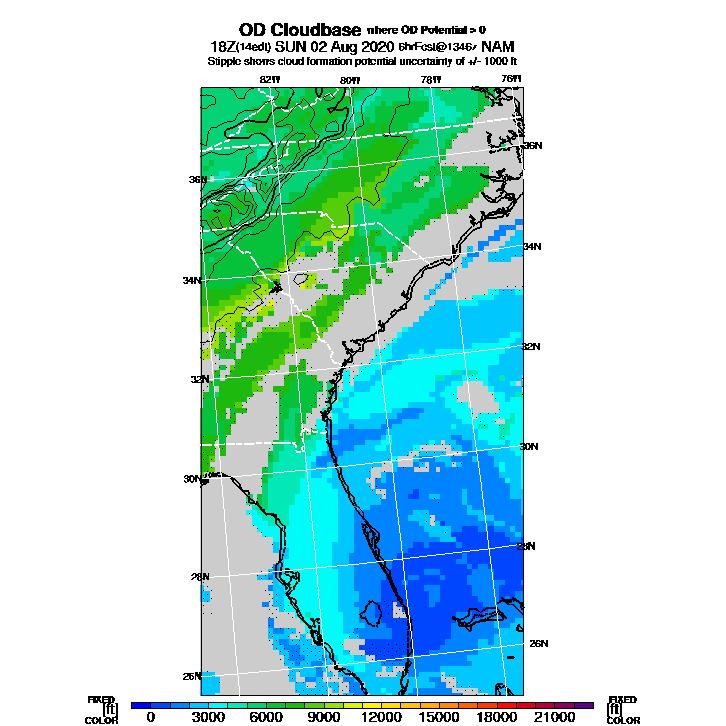 OD Cloudbase where OD Potential > 0
18Z(14edt) SUN 02 Aug 2020 6hrFcst@1346z NAM
Stipple shows cloud formation potential uncertainty of +/- 1000 ft
82W 80W 78W 76W
36N
36N
34N
34N
32N
32N
30N
30N
28N
28N
26N
26N
FIXED FIXED
[ft] [ft]
COLOR COLOR
0 3000 6000 9000 12000 15000 18000 21000